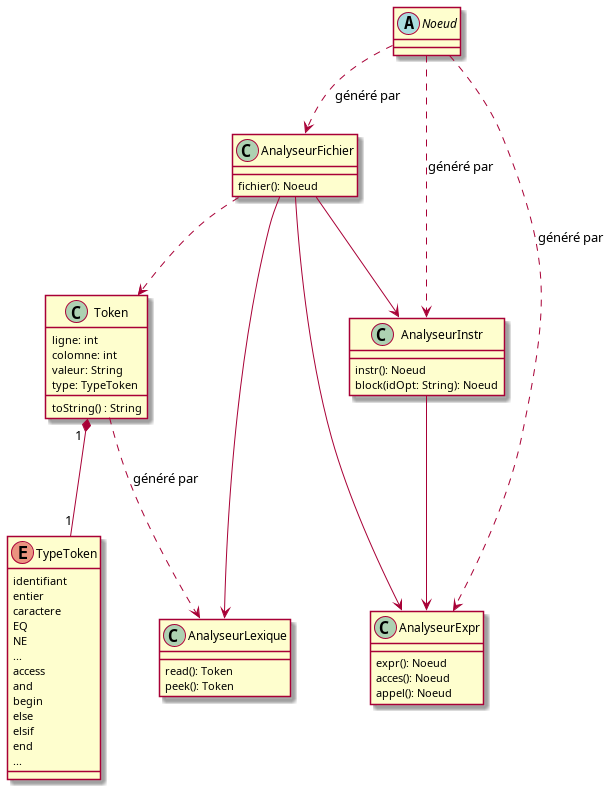 A Noeud
généré par
C AnalyseurFichier
fichier(): Noeud
généré par
généré par
C Token
ligne: int
colomne: int
valeur: String
type: TypeToken
toString() : String
C AnalyseurInstr
instr(): Noeud
block(idOpt: String): Noeud
1
généré par
1
E TypeToken
identifiant
entier
caractere
EQ
NE
...
access
and
begin
else
elsif
end
...
C AnalyseurLexique
read(): Token
peek(): Token
C AnalyseurExpr
expr(): Noeud
acces(): Noeud
appel(): Noeud